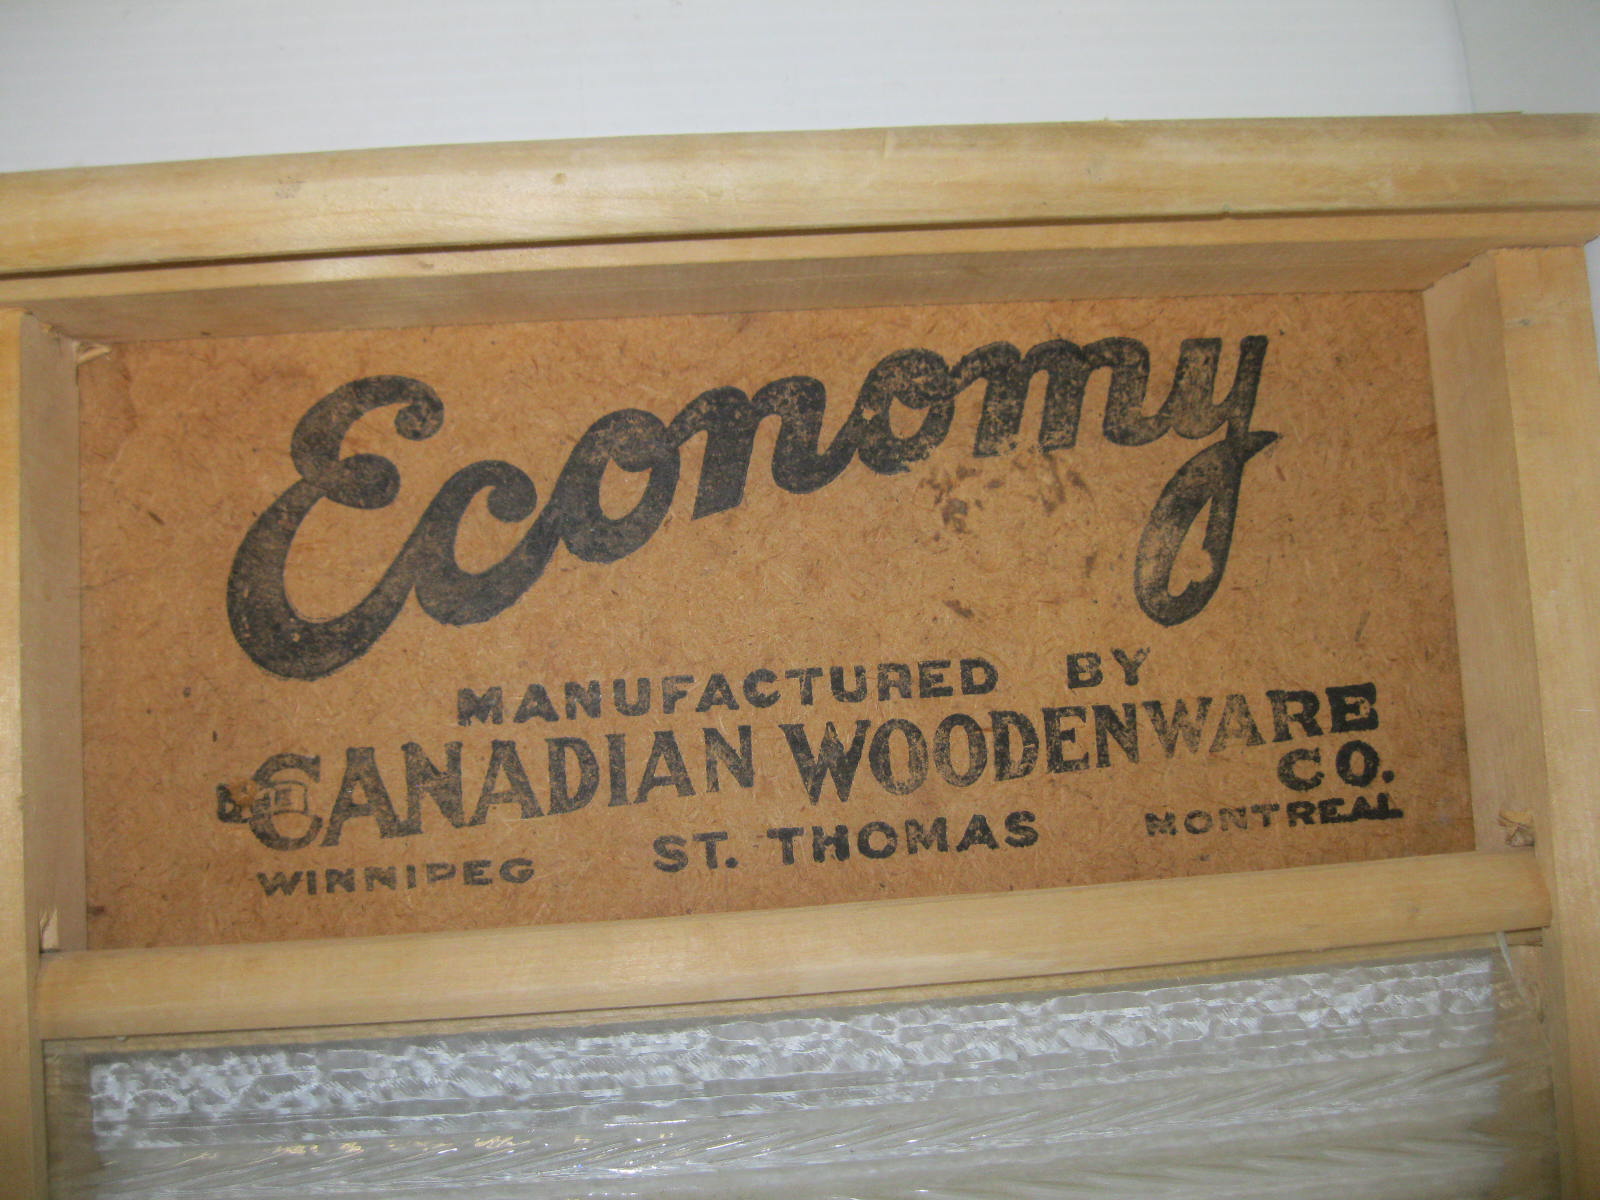 Economy
MANUFACTURED BY
CANADIAN WOODENWARE
CO.
WINNIPEG ST. THOMAS MONTREAL